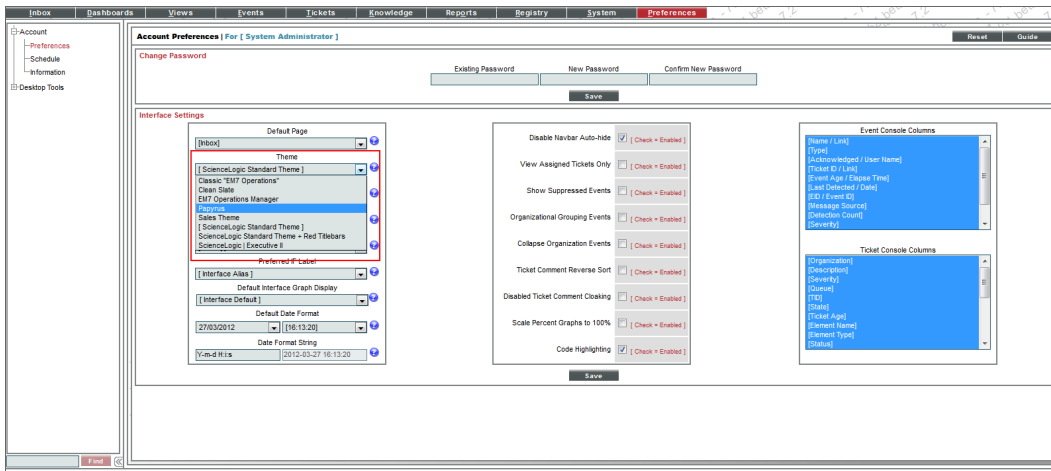 Inbox Dashboards Views Events Tickets Knowledge Reports Registry System Preferences
Account
Preferences
Schedule
Information
Desktop Tools
Find
Account Preferences | For [ System Administrator ]
Reset Guide
Change Password
Existing Password New Password Confirm New Password
Save
Interface Settings
Default Page
[Inbox]
Theme
[ ScienceLogic Standard Theme ]
Classic "EM7 Operations"
Clean Slate
EM7 Operations Manager
Papyrus
Sales Theme
[ ScienceLogic Standard Theme ]
ScienceLogic Standard Theme + Red Titlebars
ScienceLogic | Executive II
Preferred IF Label
[ Interface Alias ]
Default Interface Graph Display
[ Interface Default ]
Default Date Format
27/03/2012 [16:13:20]
Date Format String
Y-m-d H:i:s 2012-03-27 16:13:20
Disable Navbar Auto-hide [ Check = Enabled ]
View Assigned Tickets Only [ Check = Enabled ]
Show Suppressed Events [ Check = Enabled ]
Organizational Grouping Events [ Check = Enabled ]
Collapse Organization Events [ Check = Enabled ]
Ticket Comment Reverse Sort [ Check = Enabled ]
Disabled Ticket Comment Cloaking [ Check = Enabled ]
Scale Percent Graphs to 100% [ Check = Enabled ]
Code Highlighting [ Check = Enabled ]
Save
Event Console Columns
[Name / Link]
[Type]
[Acknowledged / User Name]
[Ticket ID / Link]
[Event Age / Elapse Time]
[Last Detected / Date]
[EID / Event ID]
[Message Source]
[Detection Count]
[Severity]
Ticket Console Columns
[Organization]
[Description]
[Severity]
[Queue]
[TID]
[State]
[Ticket Age]
[Element Name]
[Element Type]
[Status]